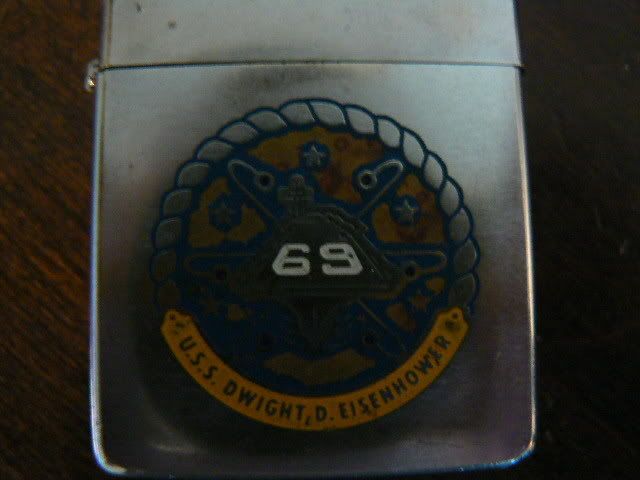 69
U.S.S. DWIGHT, D. EISENHOWER